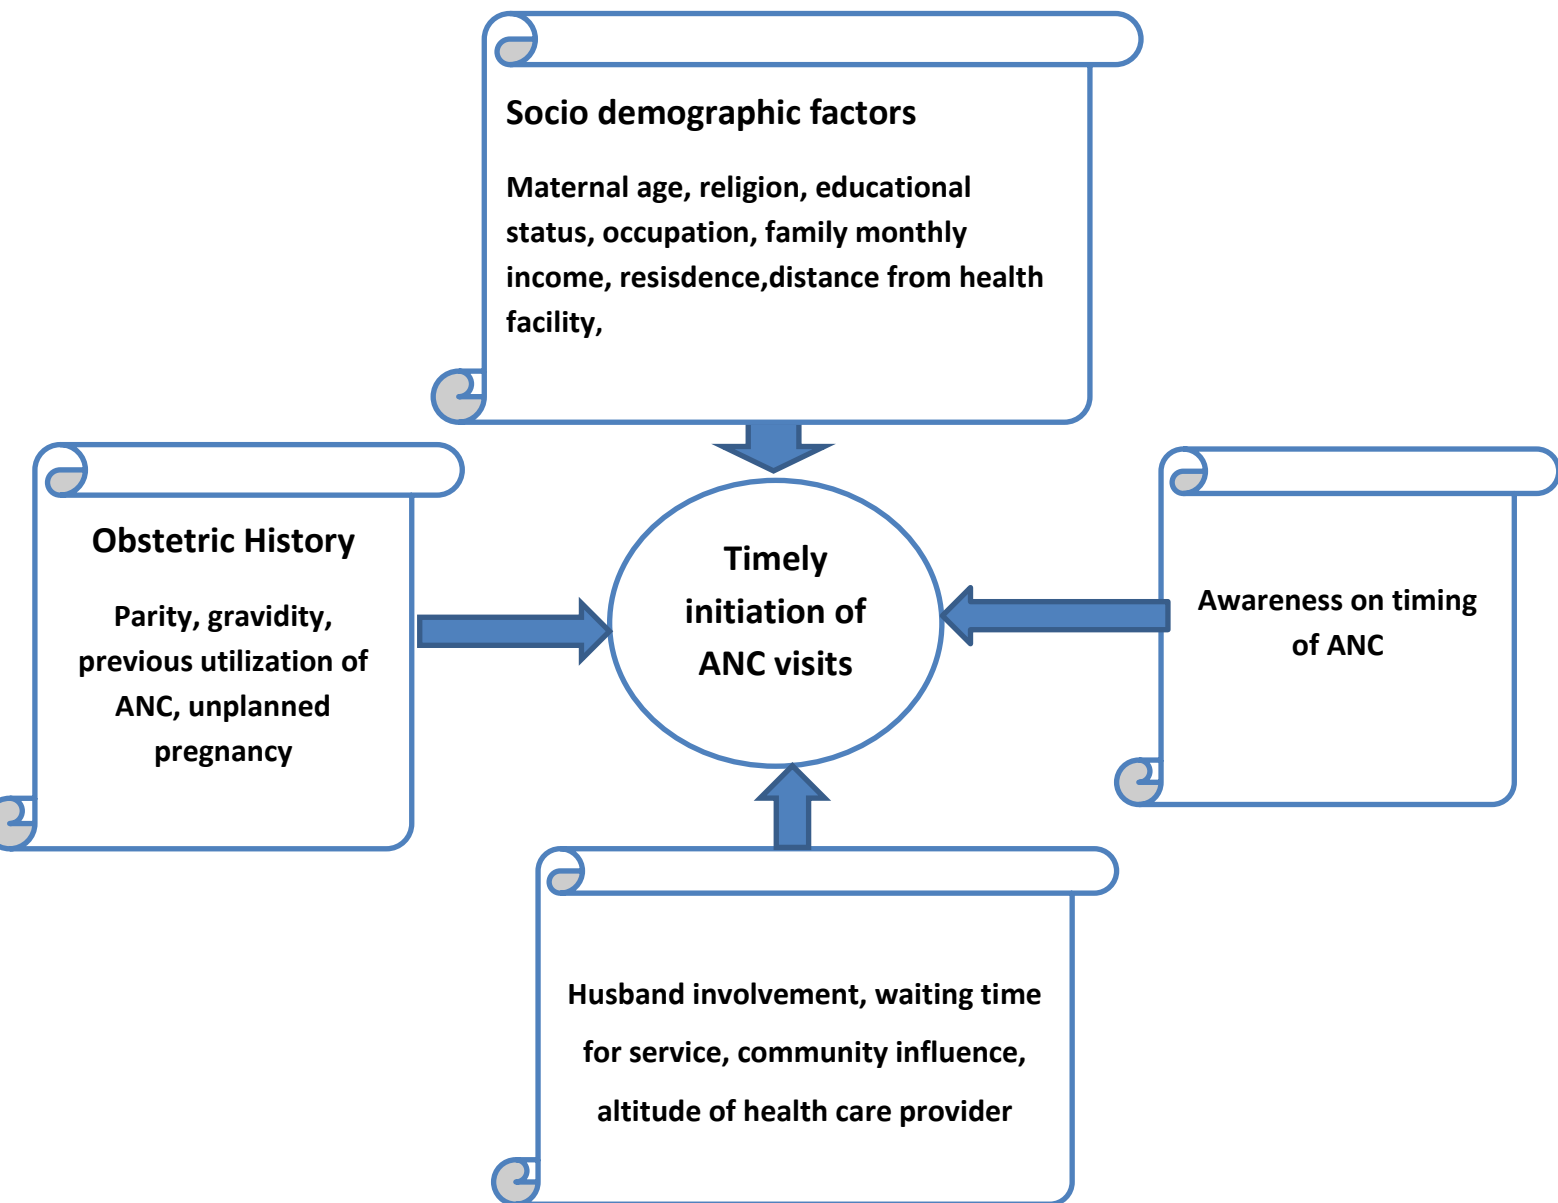 Socio demographic factors
Maternal age, religion, educational
status, occupation, family monthly
income, resisdence,distance from health
facility,
Obstetric History
Parity, gravidity,
previous utilization of
ANC, unplanned
pregnancy
Timely
initiation of
ANC visits
Awareness on timing
of ANC
Husband involvement, waiting time
for service, community influence,
altitude of health care provider